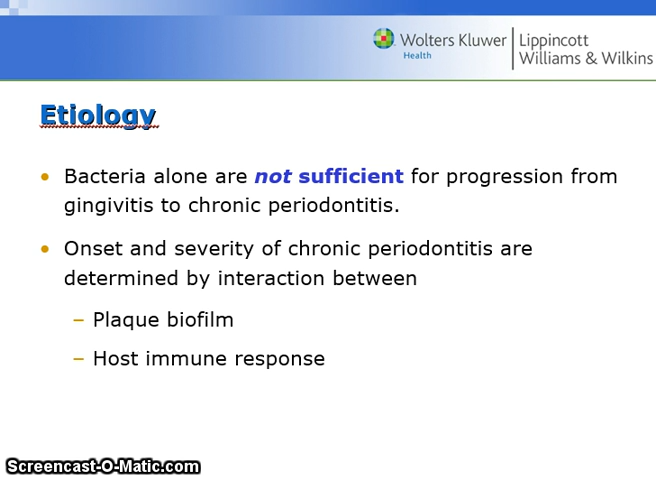 Wolters Kluwer
Health
Lippincott
Williams & Wilkins
Etiology
• Bacteria alone are not sufficient for progression from
gingivitis to chronic periodontitis.
• Onset and severity of chronic periodontitis are
determined by interaction between
– Plaque biofilm
– Host immune response
Screencast-O-Matic.com